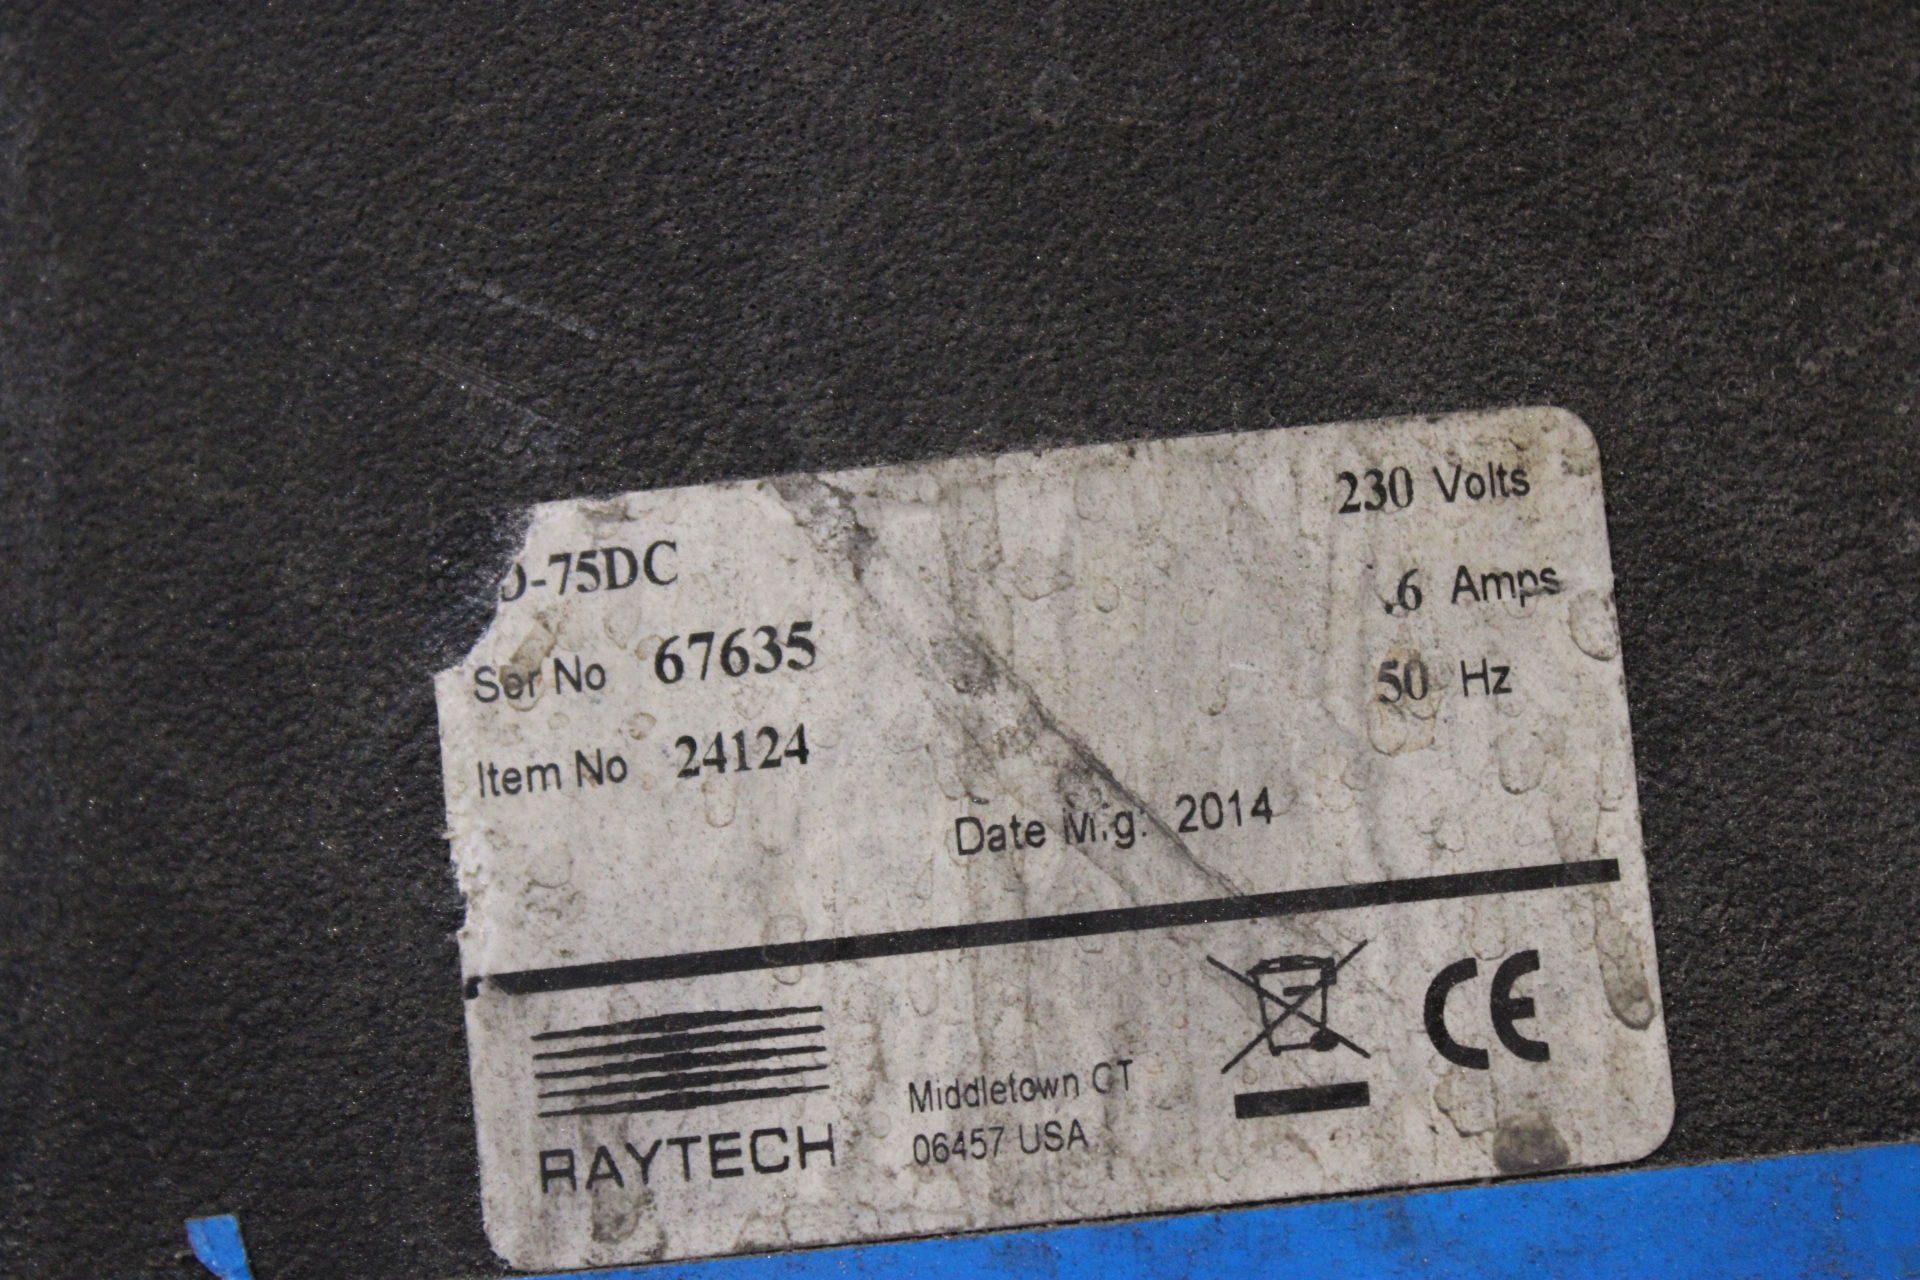 -75DC
230 Volts
Ser No 67635
.6 Amps
Item No 24124
50 Hz
Date 2014
CE
RAYTECH
Middletown CT
06457 USA